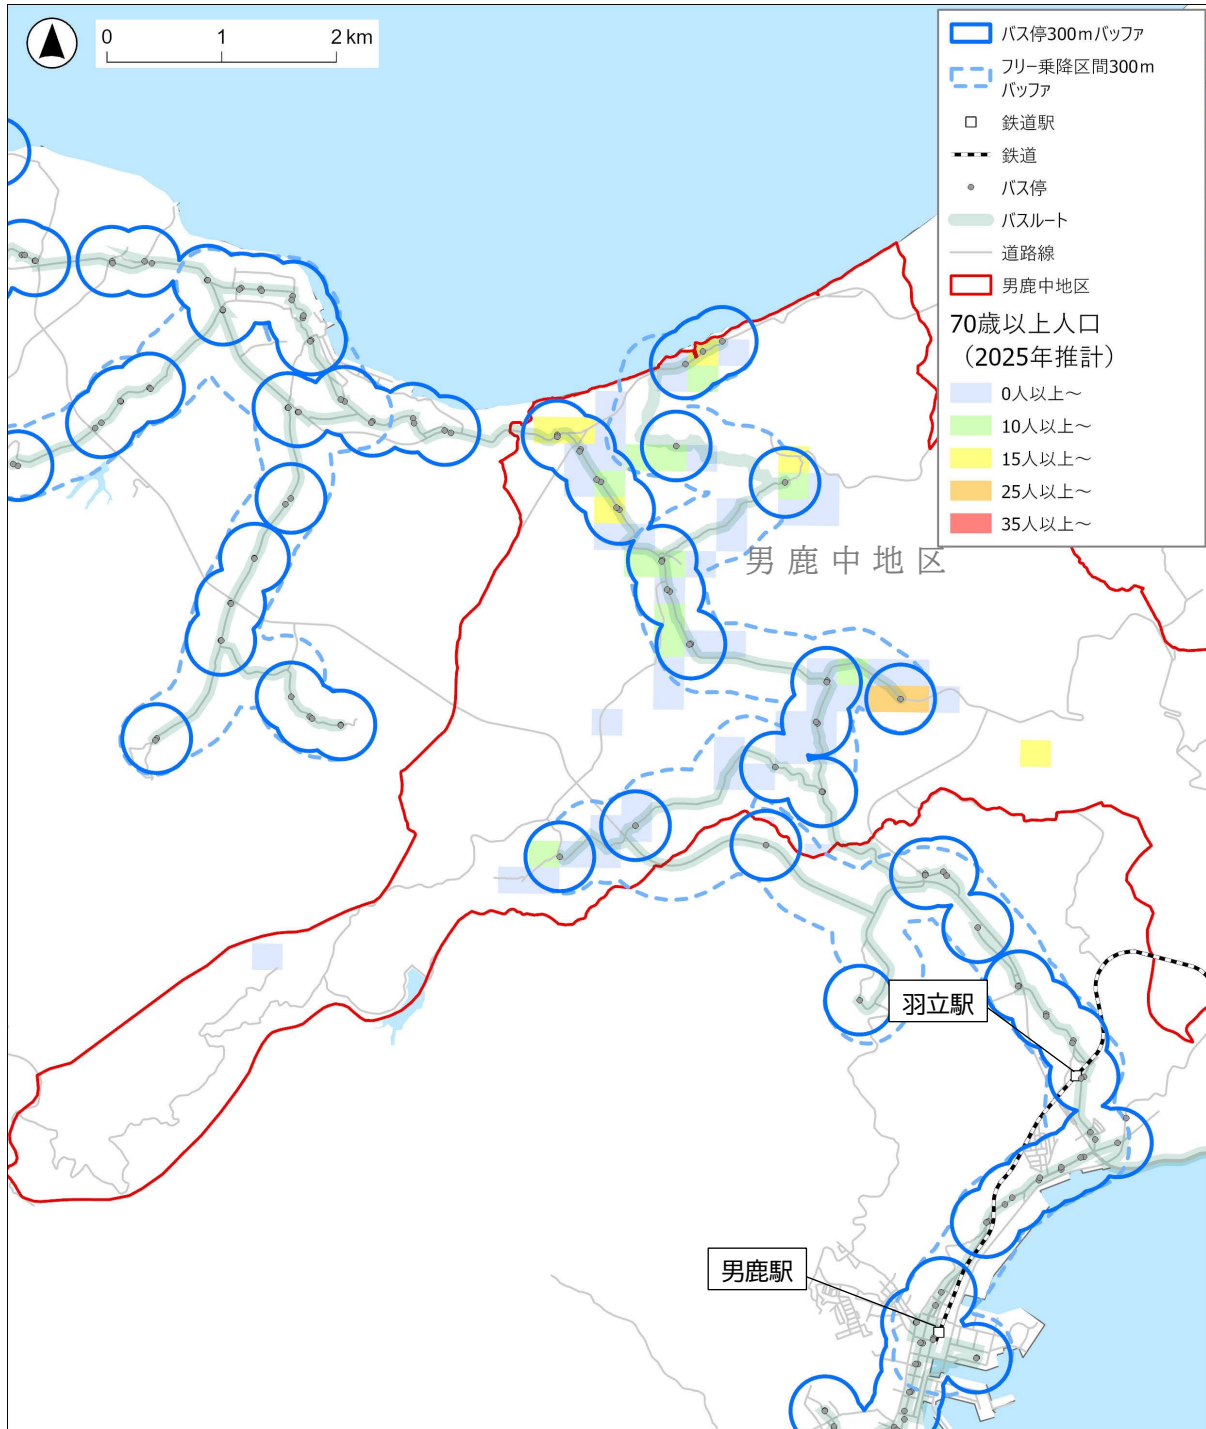 0 1 2 km
バス停300mバッファ
フリー乗降区間300m
バッファ
鉄道駅
鉄道
バス停
バスルート
道路線
男鹿中地区
70歳以上人口
（2025年推計）
0人以上～
10人以上～
15人以上～
25人以上～
35人以上～
男鹿中地区
羽立駅
男鹿駅